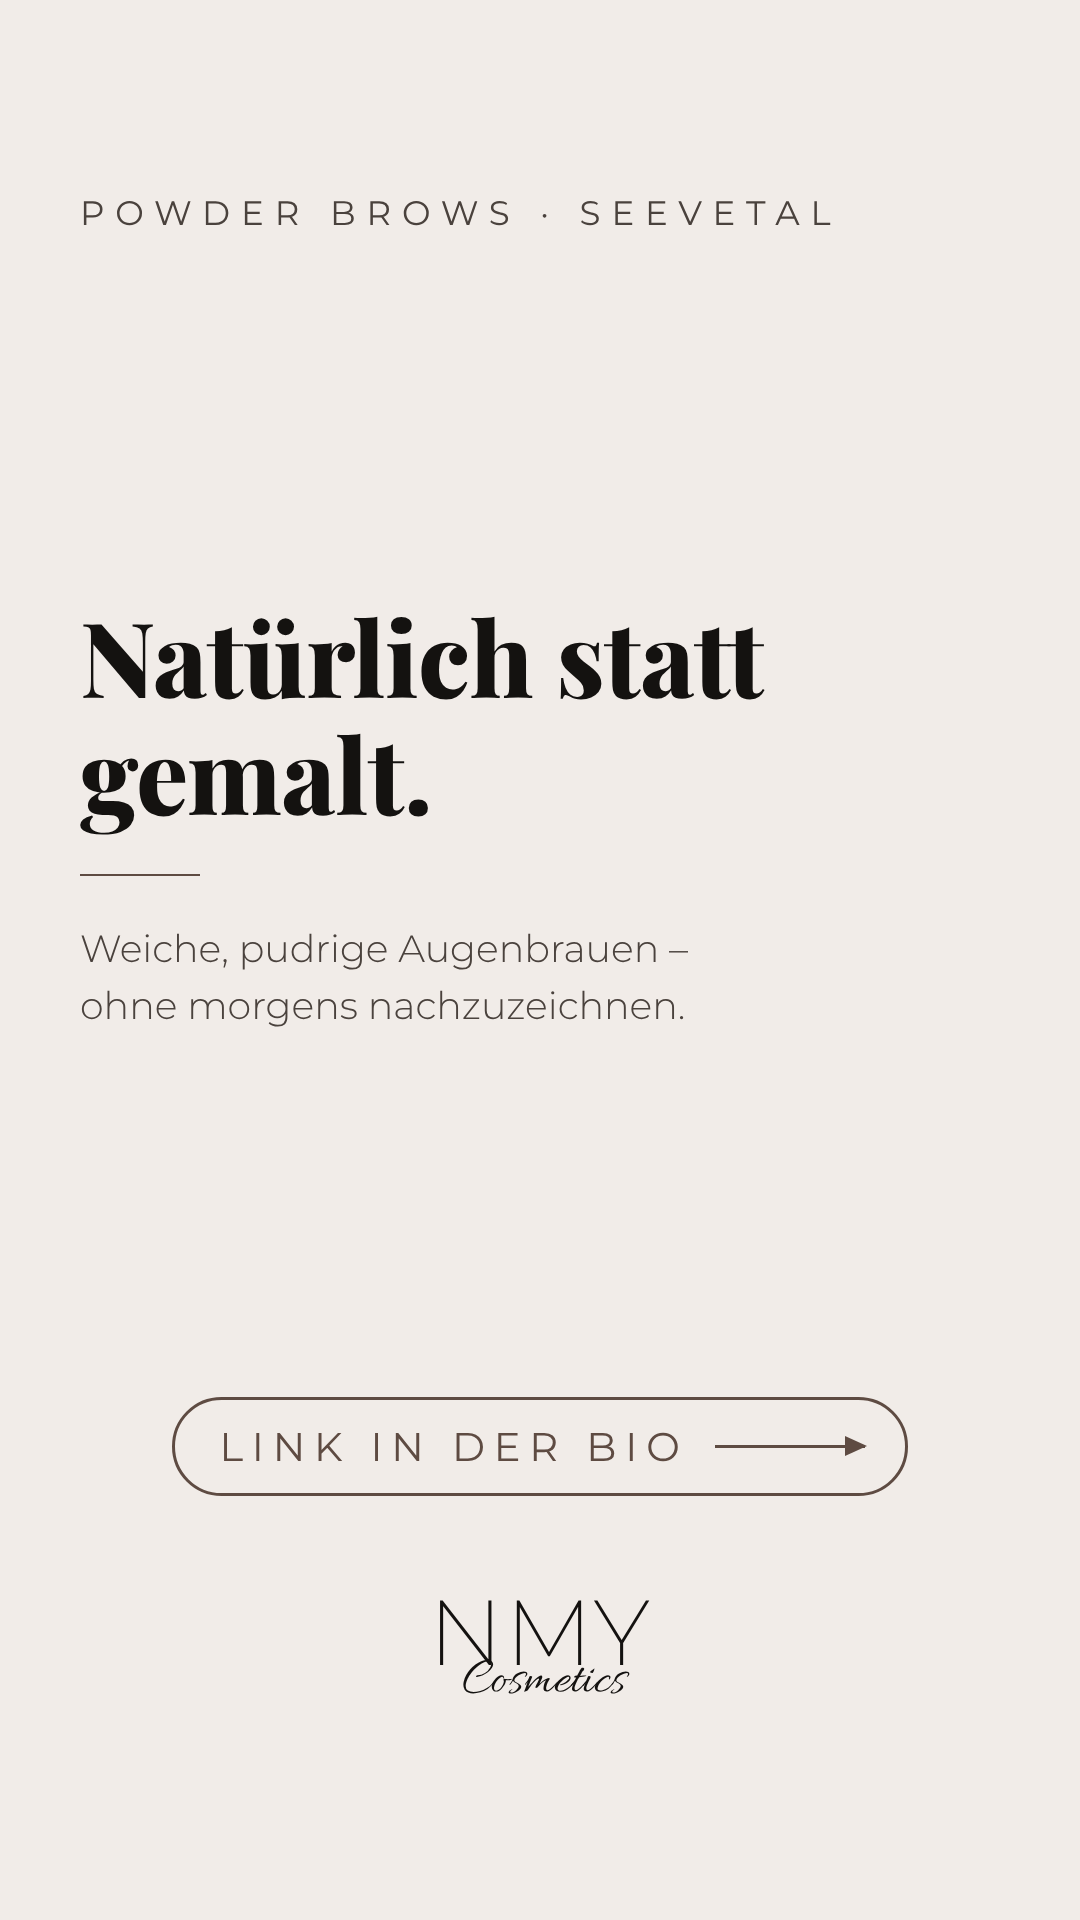 POWDER BROWS · SEEVETAL
Natürlich statt
gemalt.
Weiche, pudrige Augenbrauen –
ohne morgens nachzuzeichnen.
LINK IN DER BIO
NMY
Cosmetics